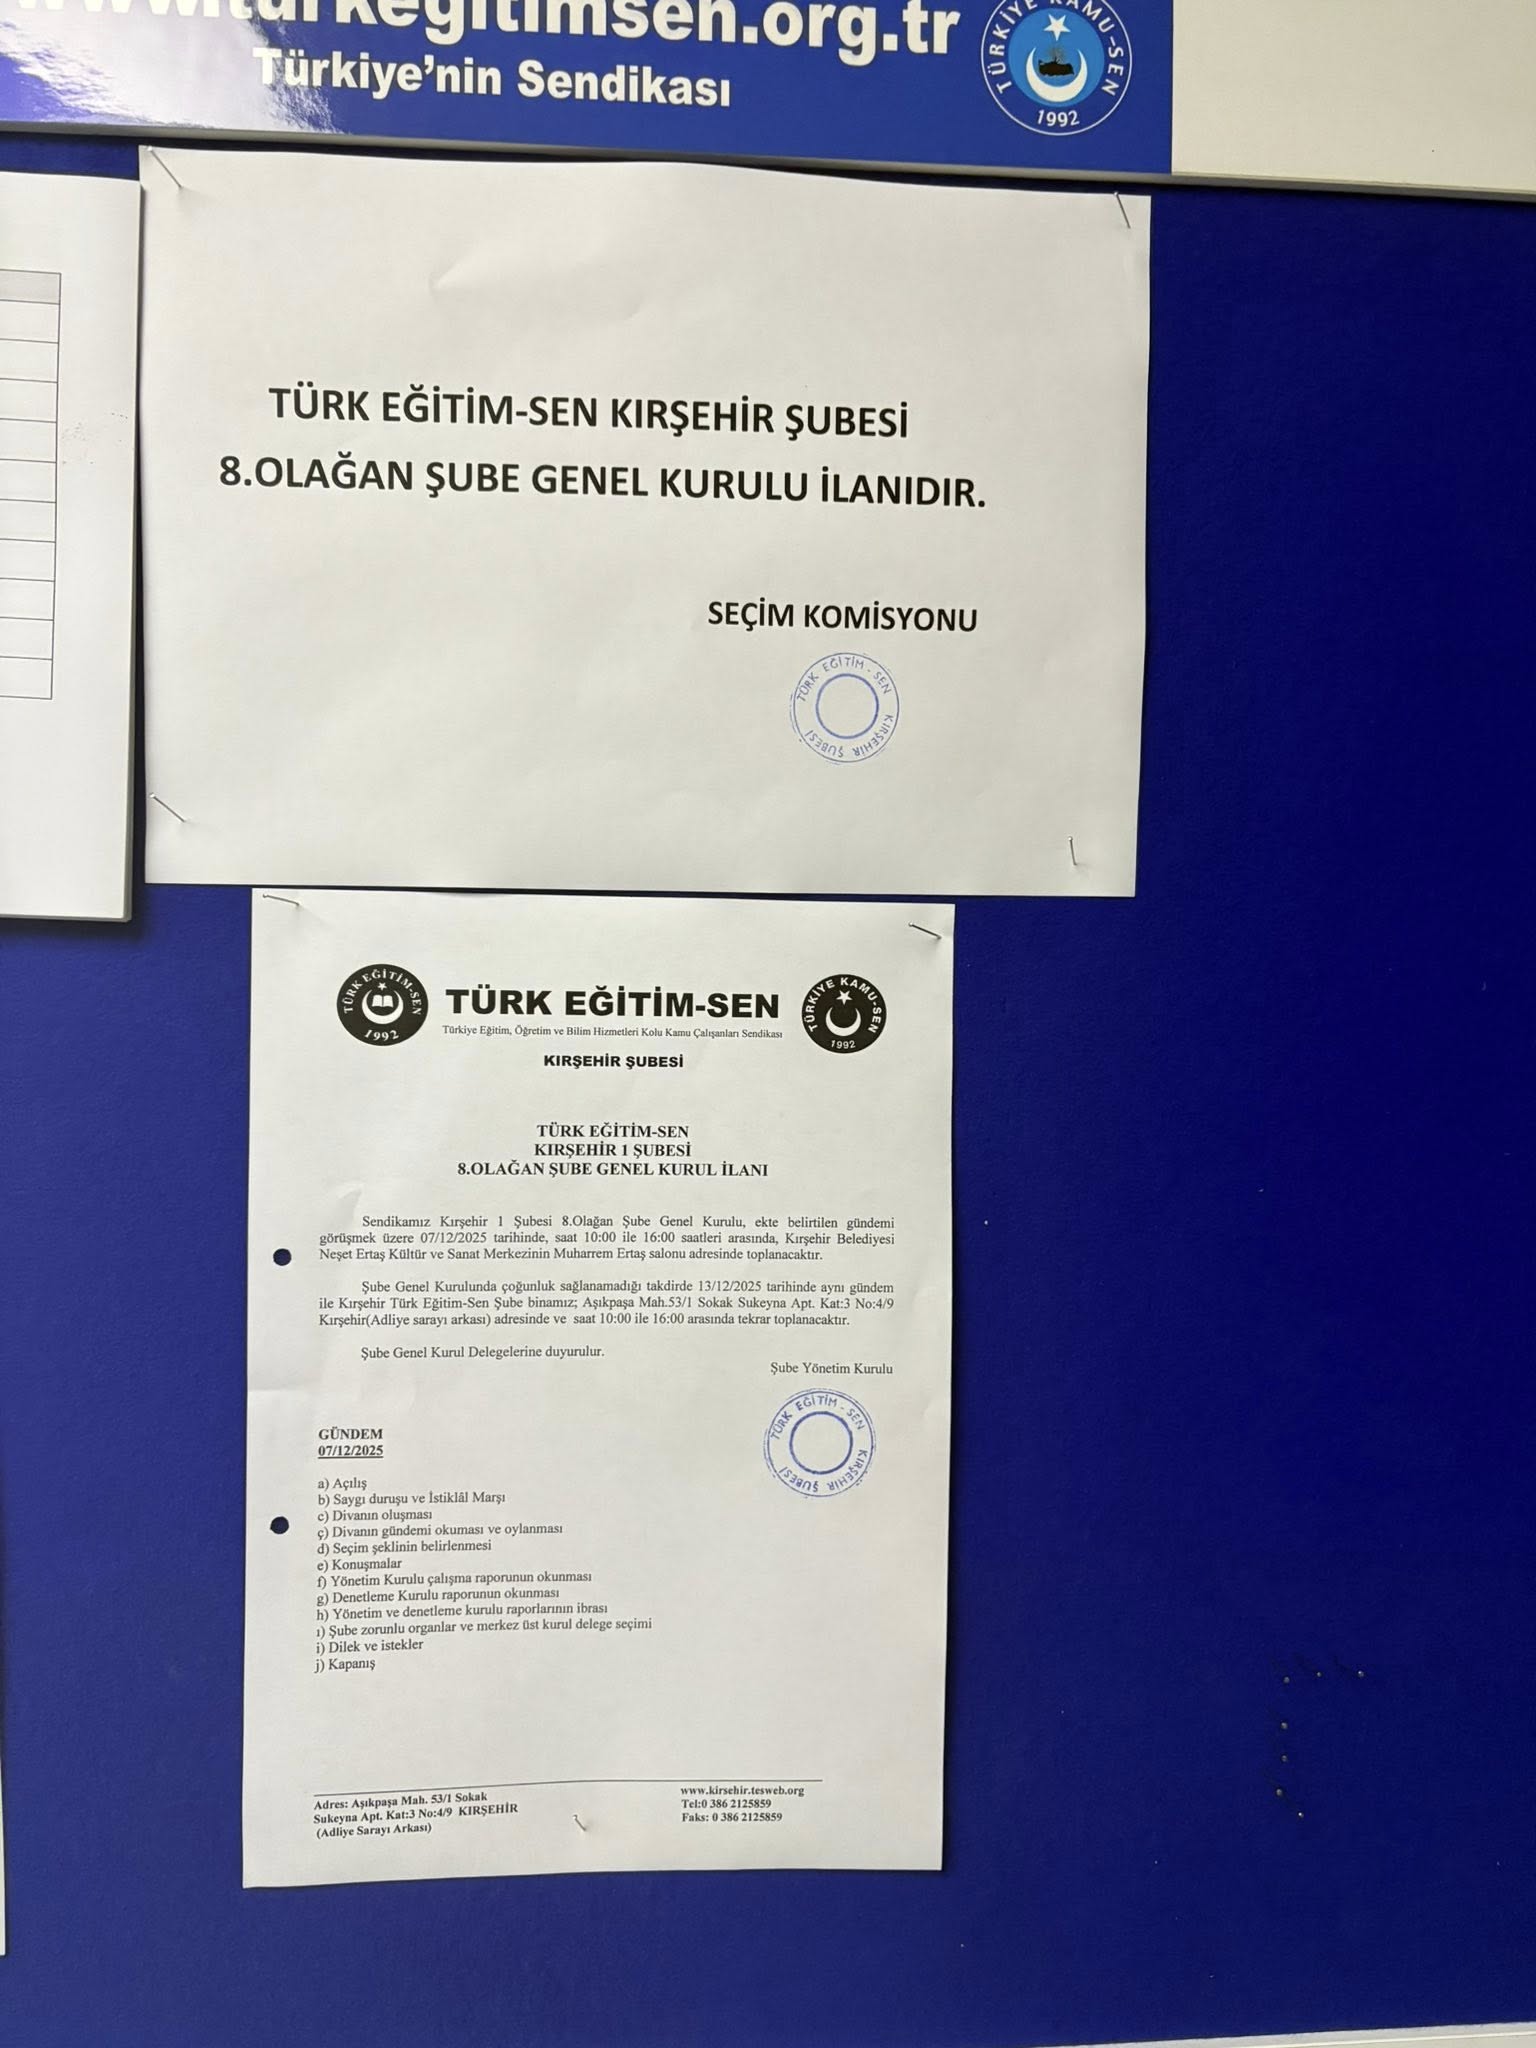 www.turkegitimsen.org.tr
Türkiye'nin Sendikası
TÜRKİYE KAMU-SEN
1992
TÜRK EĞİTİM-SEN KIRŞEHİR ŞUBESİ
8.OLAĞAN ŞUBE GENEL KURULU İLANIDIR.
SEÇİM KOMİSYONU
TÜRK EĞİTİM - SEN KIRŞEHİR ŞUBESİ
TÜRK EĞİTİM-SEN
1992
TÜRK EĞİTİM-SEN
Türkiye Eğitim, Öğretim ve Bilim Hizmetleri Kolu Kamu Çalışanları Sendikası
KIRŞEHİR ŞUBESİ
TÜRKİYE KAMU-SEN
1992
TÜRK EĞİTİM-SEN
KIRŞEHİR 1 ŞUBESİ
8.OLAĞAN ŞUBE GENEL KURUL İLANI
Sendikamız Kırşehir 1 Şubesi 8.Olağan Şube Genel Kurulu, ekte belirtilen gündemi
görüşmek üzere 07/12/2025 tarihinde, saat 10:00 ile 16:00 saatleri arasında, Kırşehir Belediyesi
Neşet Ertaş Kültür ve Sanat Merkezinin Muharrem Ertaş salonu adresinde toplanacaktır.
Şube Genel Kurulunda çoğunluk sağlanamadığı takdirde 13/12/2025 tarihinde aynı gündem
ile Kırşehir Türk Eğitim-Sen Şube binamız; Aşıkpaşa Mah.53/1 Sokak Sukeyna Apt. Kat:3 No:4/9
Kırşehir(Adliye sarayı arkası) adresinde ve saat 10:00 ile 16:00 arasında tekrar toplanacaktır.
Şube Genel Kurul Delegelerine duyurulur.
Şube Yönetim Kurulu
TÜRK EĞİTİM - SEN KIRŞEHİR ŞUBESİ
GÜNDEM
07/12/2025
a) Açılış
b) Saygı duruşu ve İstiklâl Marşı
c) Divanın oluşması
ç) Divanın gündemi okuması ve oylanması
d) Seçim şeklinin belirlenmesi
e) Konuşmalar
f) Yönetim Kurulu çalışma raporunun okunması
g) Denetleme Kurulu raporunun okunması
h) Yönetim ve denetleme kurulu raporlarının ibrası
ı) Şube zorunlu organlar ve merkez üst kurul delege seçimi
i) Dilek ve istekler
j) Kapanış
Adres: Aşıkpaşa Mah. 53/1 Sokak
Sukeyna Apt. Kat:3 No:4/9 KIRŞEHİR
(Adliye Sarayı Arkası)
www.kirsehir.tesweb.org
Tel:0 386 2125859
Faks: 0 386 2125859